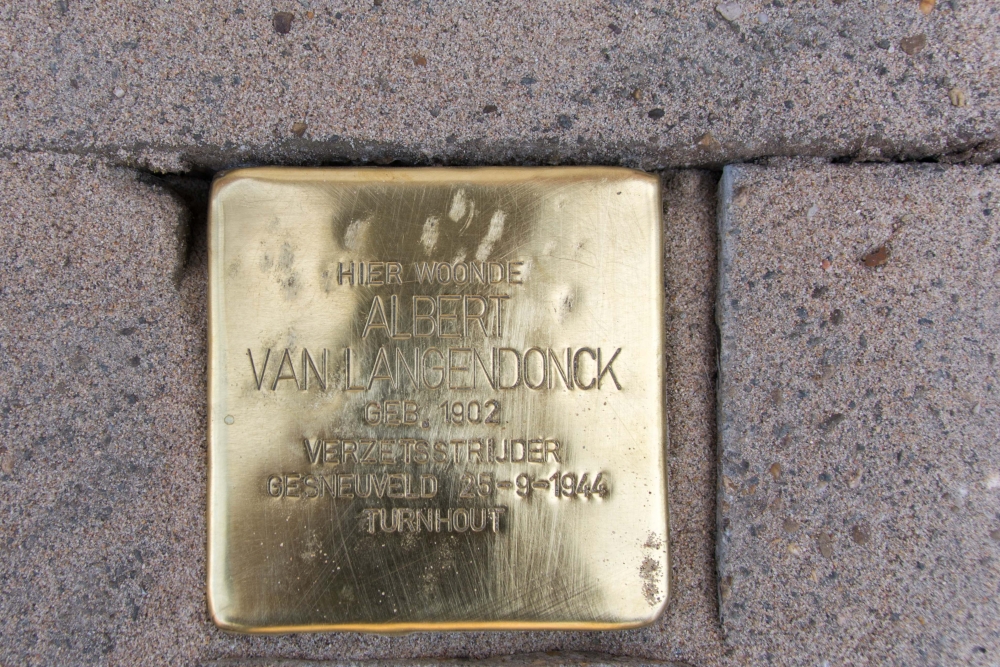 HIER WOONDE
ALBERT
VAN LANGENDONCK
GEB. 1902
VERZETSSTRIJDER
GESNEUVELD 25-9-1944
TURNHOUT